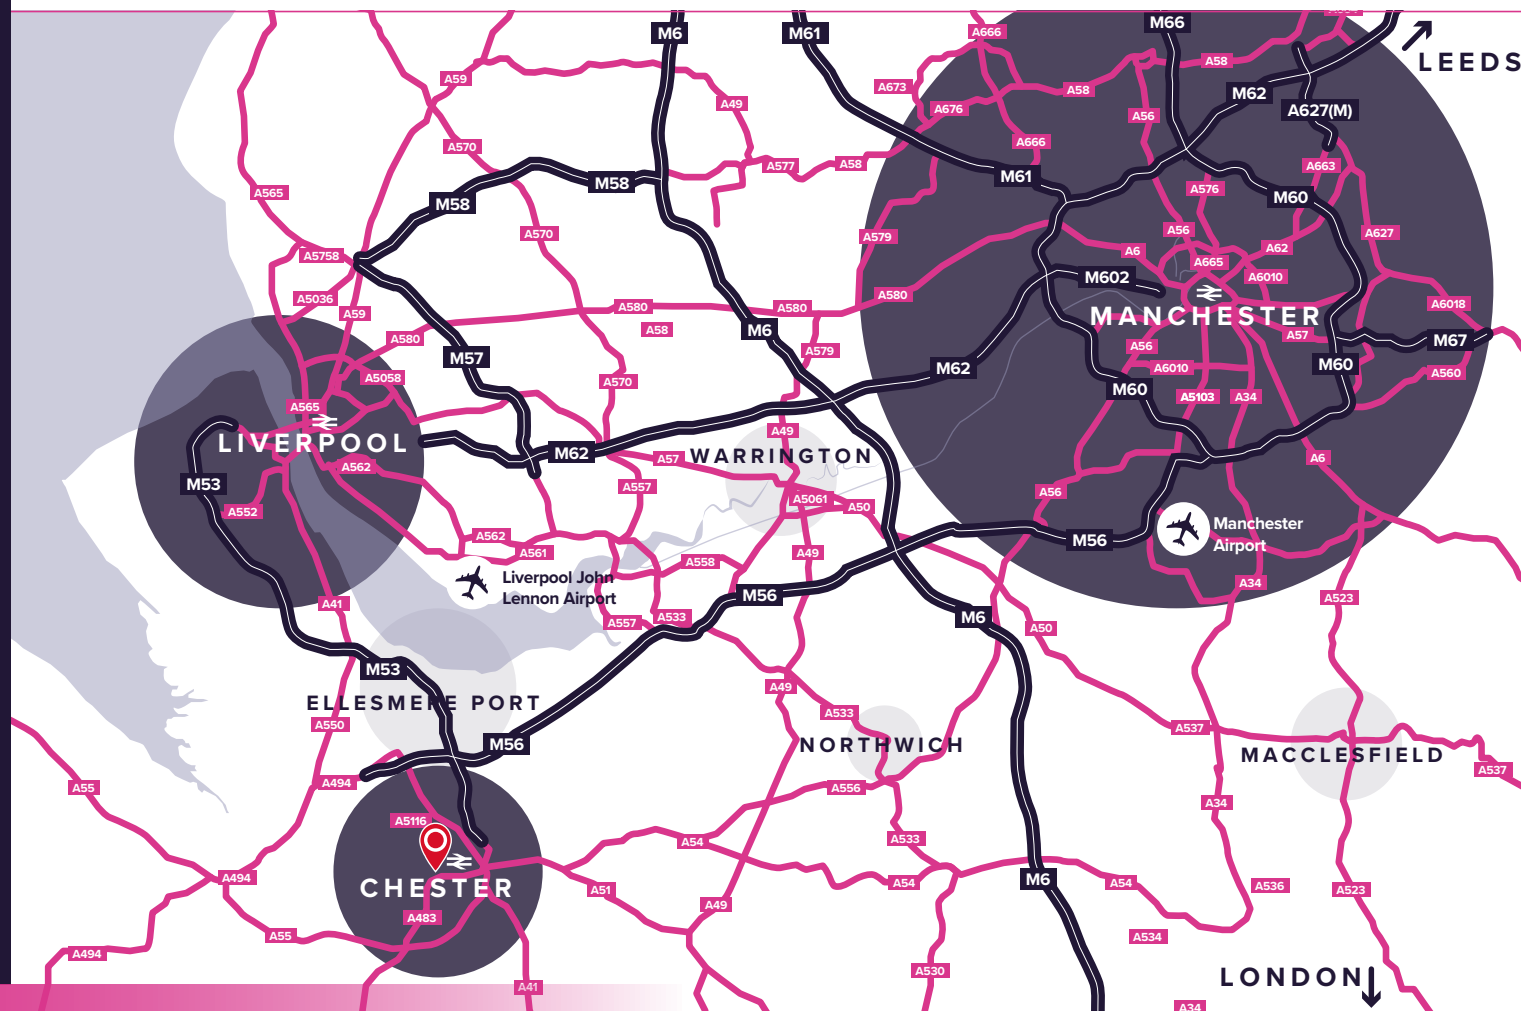 M6
M61
M66
A666
A58
LEEDS
A59
A673
A58
M62
A49
A676
A56
A627(M)
A570
A666
A577
A58
A663
M58
M61
A565
M58
A576
M60
A570
A579
A56
A627
A5758
A6
A62
A665
A6010
M602
A5036
A580
A6018
A59
A580
A580
MANCHESTER
A58
M6
A57
A580
M67
A56
A579
M57
M60
M62
A6010
A560
A5058
A570
M60
A5103
A34
A565
A49
LIVERPOOL
M62
WARRINGTON
A57
A6
A562
M53
A557
A56
A5061
A50
A552
Manchester
Airport
A562
M56
A561
A49
A558
Liverpool John
Lennon Airport
A34
M56
A523
A41
A557
A533
M6
A50
M53
A49
ELLESMERE PORT
A533
A550
A537
M56
NORTHWICH
MACCLESFIELD
A537
A494
A55
A556
A34
A5116
A533
A54
A494
CHESTER
A51
A54
M6
A54
A536
A523
A49
A483
A55
A534
A494
A530
LONDON
A41
A34